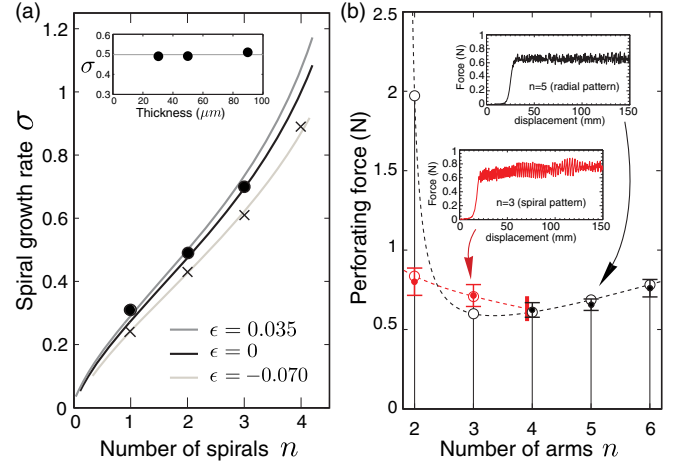 (a)
1.2
1
0.8
0.6
0.4
0.2
0
Spiral growth rate σ
0.6
0.5
0.4
0.3
σ
0 20 40 60 80 100
Thickness (μm)
ϵ = 0.035
ϵ = 0
ϵ = −0.070
0 1 2 3 4
Number of spirals n
(b)
2
1.5
1
0.5
0
Perforating force (N)
1
0.8
0.6
0.4
0.2
0
Force (N)
n=5 (radial pattern)
0 50 100 150
displacement (mm)
1
0.8
0.6
0.4
0.2
0
Force (N)
n=3 (spiral pattern)
0 50 100 150
displacement (mm)
2 3 4 5 6
Number of arms n